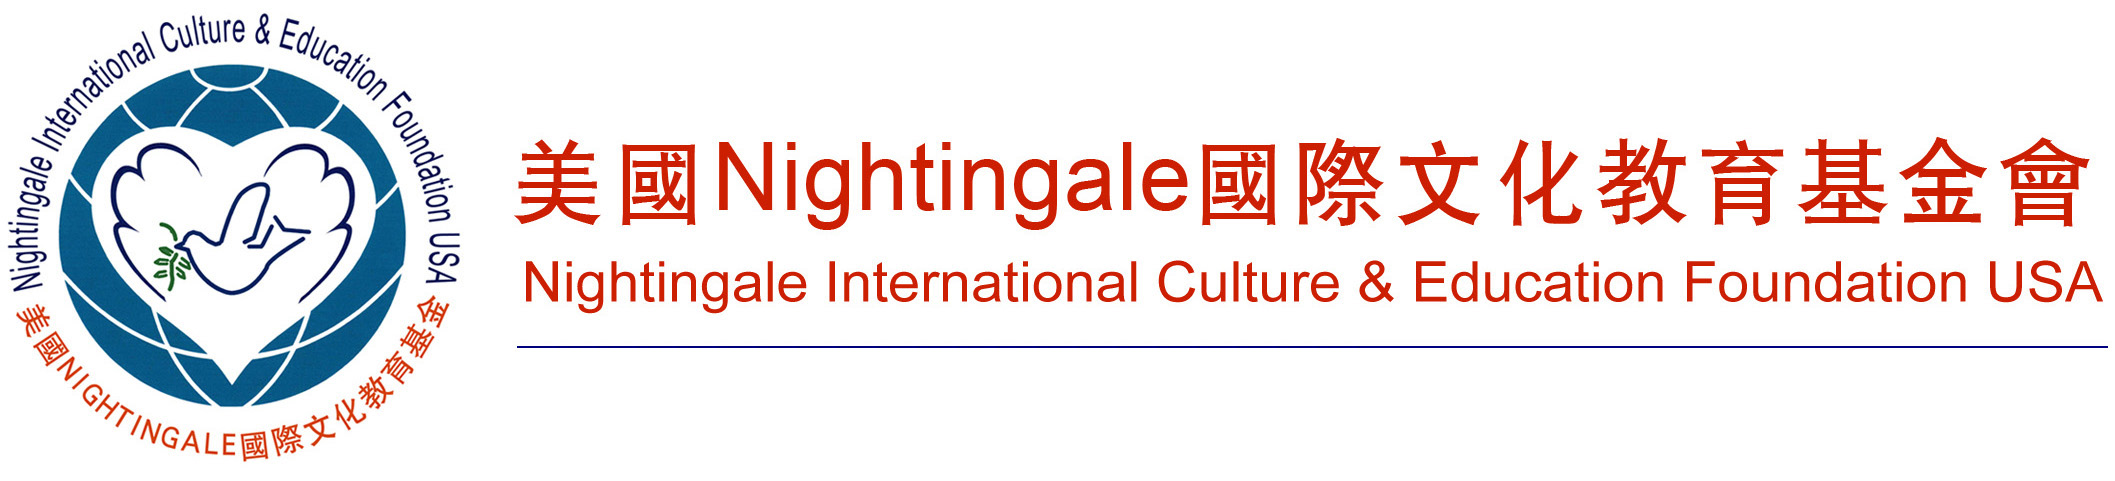 Nightingale International Culture & Education Foundation USA
美國NIGHTINGALE國際文化教育基金
美國Nightingale國際文化教育基金會
Nightingale International Culture & Education Foundation USA